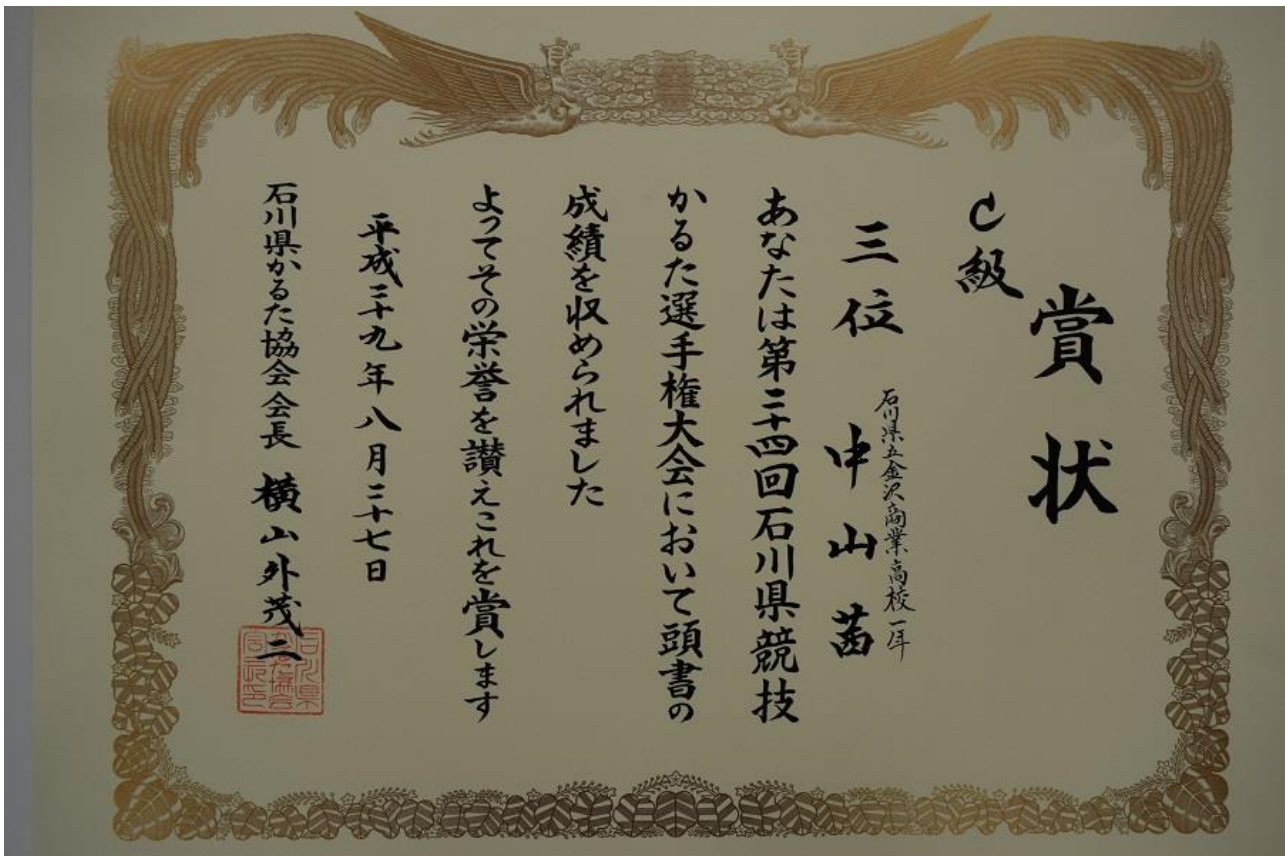 賞状
C級
三位 石川県立金沢商業高校一年
中山茜
あなたは第二十四回石川県競技
かるた選手権大会において頭書の
成績を収められました
よってその栄誉を讃えこれを賞します
平成二十九年八月二十七日
石川県かるた協会会長 横山外茂二